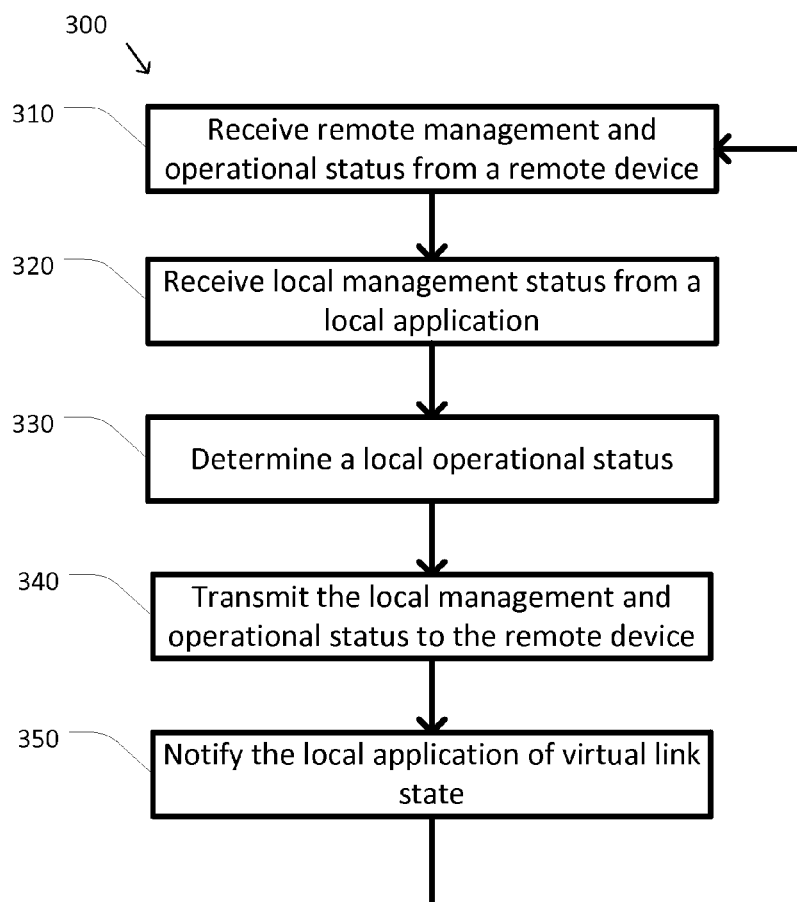 300
310
Receive remote management and
operational status from a remote device
320
Receive local management status from a
local application
330
Determine a local operational status
340
Transmit the local management and
operational status to the remote device
350
Notify the local application of virtual link
state